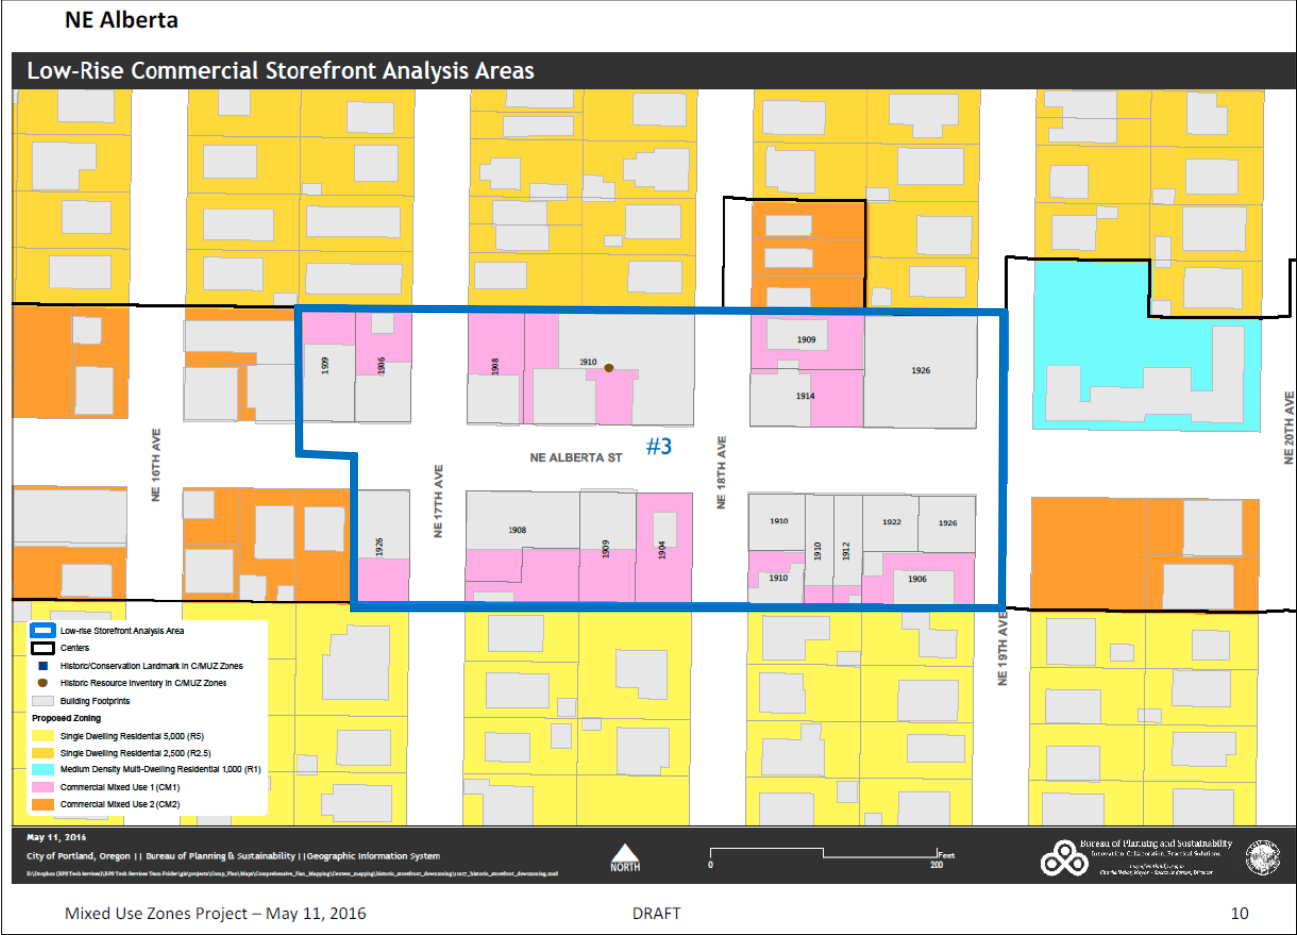 NE Alberta
Low-Rise Commercial Storefront Analysis Areas
1909
1906
1908
1910
1909
1914
1926
NE 16TH AVE
NE 17TH AVE
NE ALBERTA ST
#3
NE 18TH AVE
NE 20TH AVE
1926
1908
1909
1904
1910
1910
1912
1922
1926
1910
1906
NE 19TH AVE
Low-rise Storefront Analysis Area
Centers
Historic/Conservation Landmark in C/MUZ Zones
Historic Resource Inventory in C/MUZ Zones
Building Footprints
Proposed Zoning
Single Dwelling Residential 5,000 (R5)
Single Dwelling Residential 2,500 (R2.5)
Medium Density Multi-Dwelling Residential 1,000 (R1)
Commercial Mixed Use 1 (CM1)
Commercial Mixed Use 2 (CM2)
May 11, 2016
City of Portland, Oregon || Bureau of Planning & Sustainability ||Geographic Information System
NORTH
0
200
Feet
Bureau of Planning and Sustainability
Innovation. Collaboration. Practical Solutions.
Mixed Use Zones Project – May 11, 2016
DRAFT
10